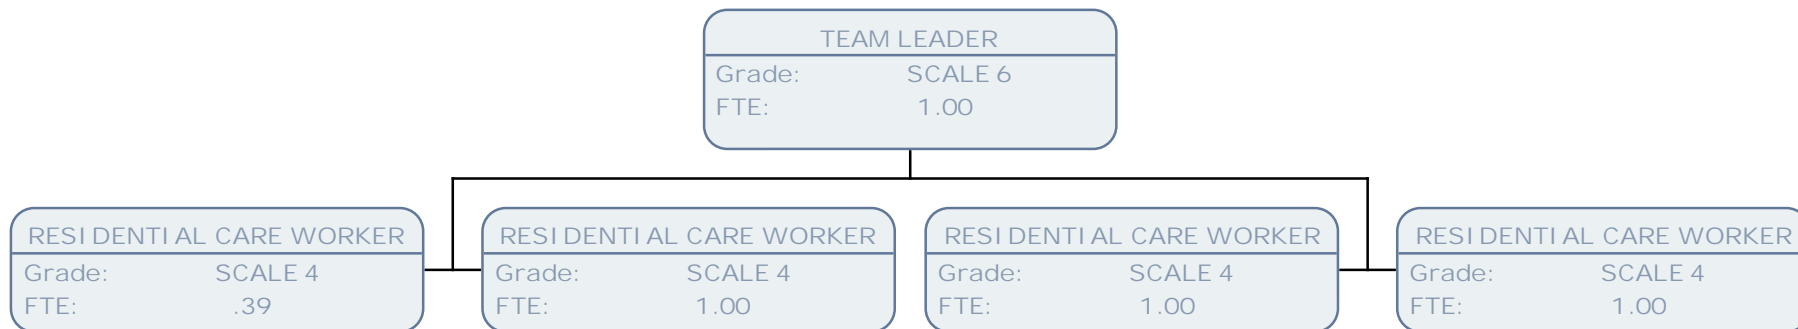 TEAM LEADER
Grade: SCALE 6
FTE: 1.00
RESIDENTIAL CARE WORKER
Grade: SCALE 4
FTE: .39
RESIDENTIAL CARE WORKER
Grade: SCALE 4
FTE: 1.00
RESIDENTIAL CARE WORKER
Grade: SCALE 4
FTE: 1.00
RESIDENTIAL CARE WORKER
Grade: SCALE 4
FTE: 1.00